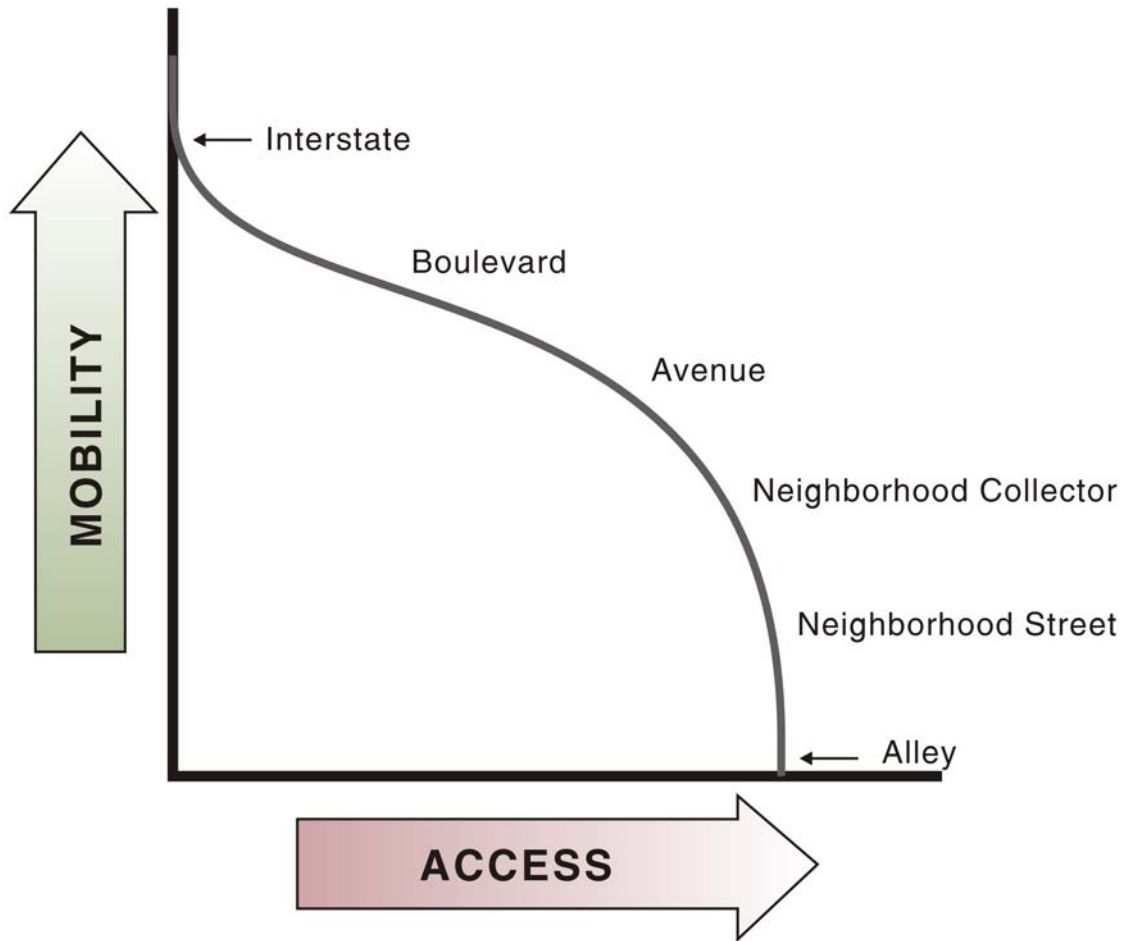 Interstate
Boulevard
Avenue
MOBILITY
Neighborhood Collector
Neighborhood Street
Alley
ACCESS